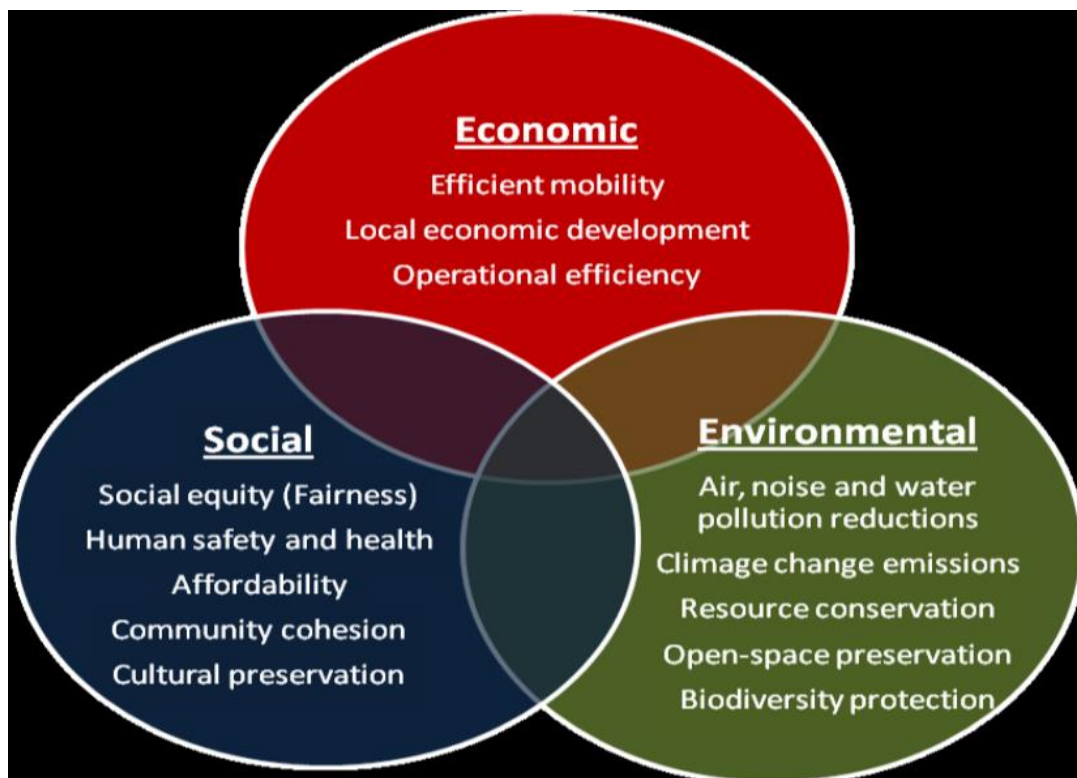 Economic
Efficient mobility
Local economic development
Operational efficiency
Social
Social equity (Fairness)
Human safety and health
Affordability
Community cohesion
Cultural preservation
Environmental
Air, noise and water
pollution reductions
Climage change emissions
Resource conservation
Open-space preservation
Biodiversity protection